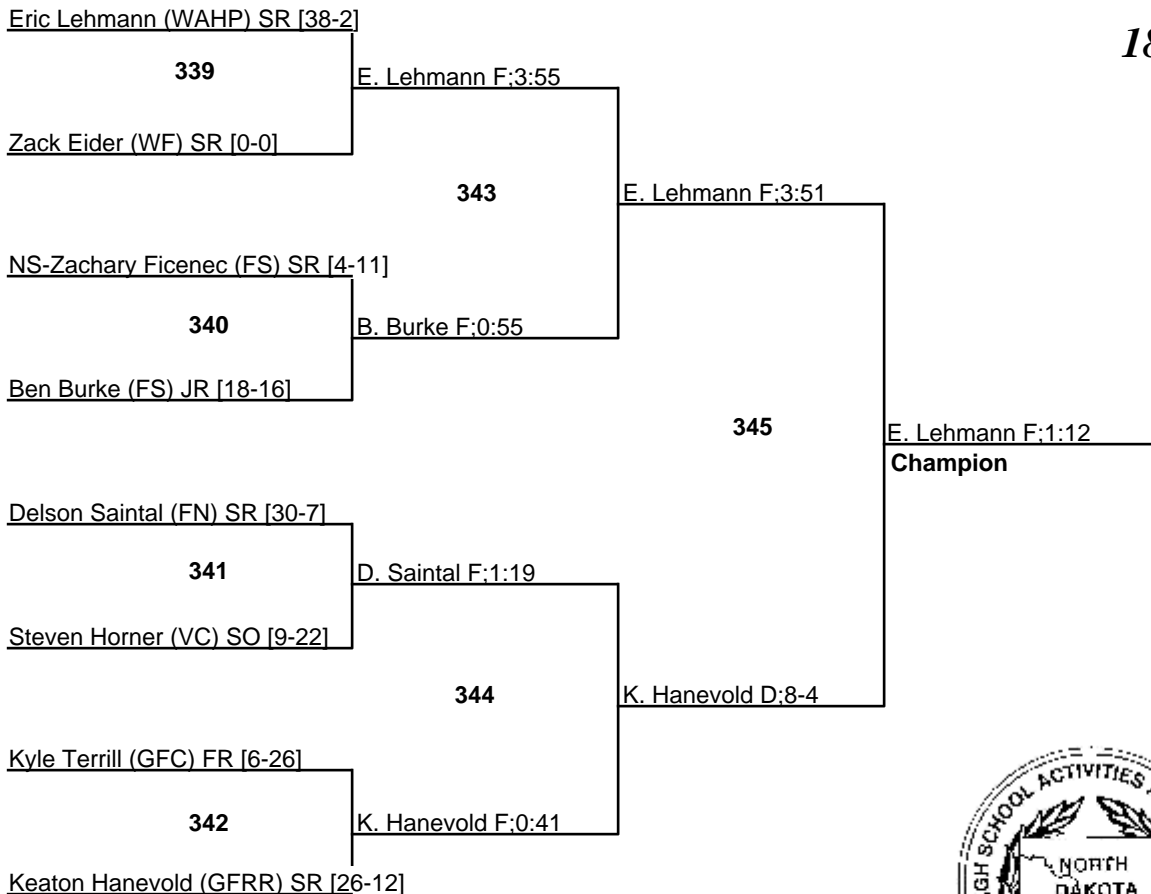 Eric Lehmann (WAHP) SR [38-2]
18
339
E. Lehmann F;3:55
Zack Eider (WF) SR [0-0]
343
E. Lehmann F;3:51
NS-Zachary Ficenec (FS) SR [4-11]
340
B. Burke F;0:55
Ben Burke (FS) JR [18-16]
345
E. Lehmann F;1:12
Champion
Delson Saintal (FN) SR [30-7]
341
D. Saintal F;1:19
Steven Horner (VC) SO [9-22]
344
K. Hanevold D;8-4
Kyle Terrill (GFC) FR [6-26]
342
K. Hanevold F;0:41
Keaton Hanevold (GFRR) SR [26-12]
GH SCHOOL ACTIVITIES
NORTH
DAKOTA